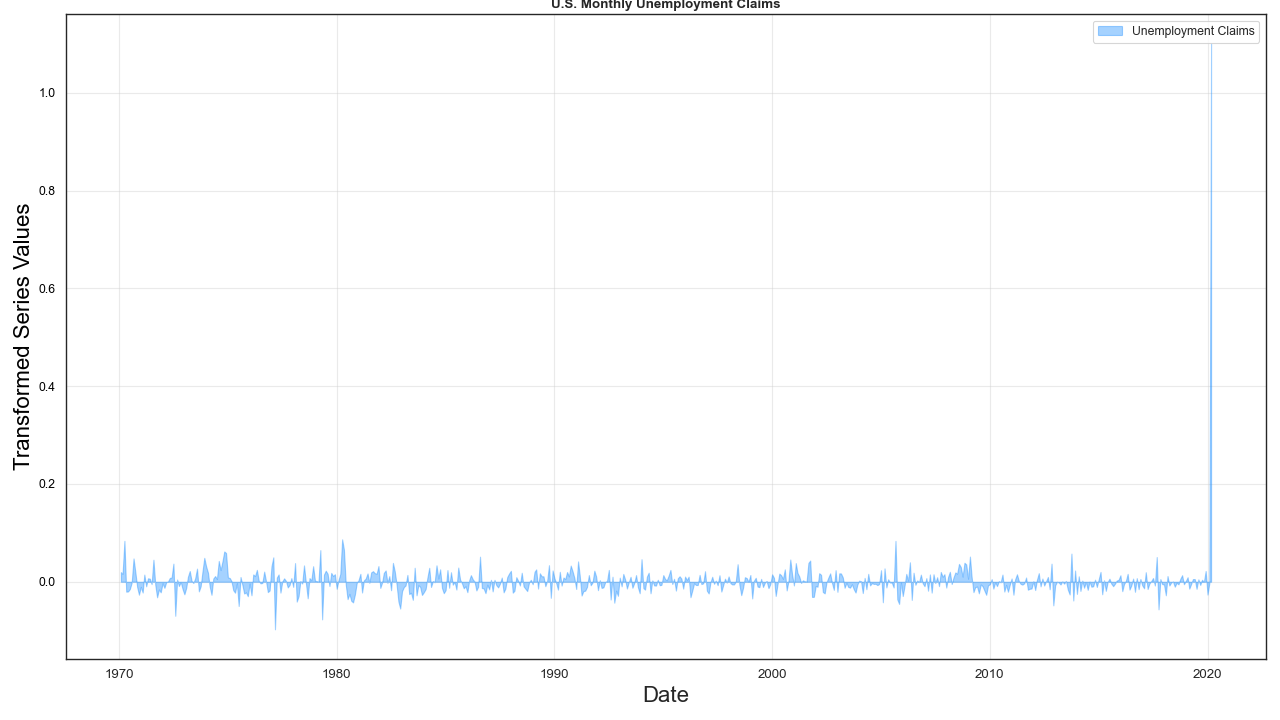 U.S. Monthly Unemployment Claims
Unemployment Claims
Transformed Series Values
1.0
0.8
0.6
0.4
0.2
0.0
1970 1980 1990 2000 2010 2020
Date